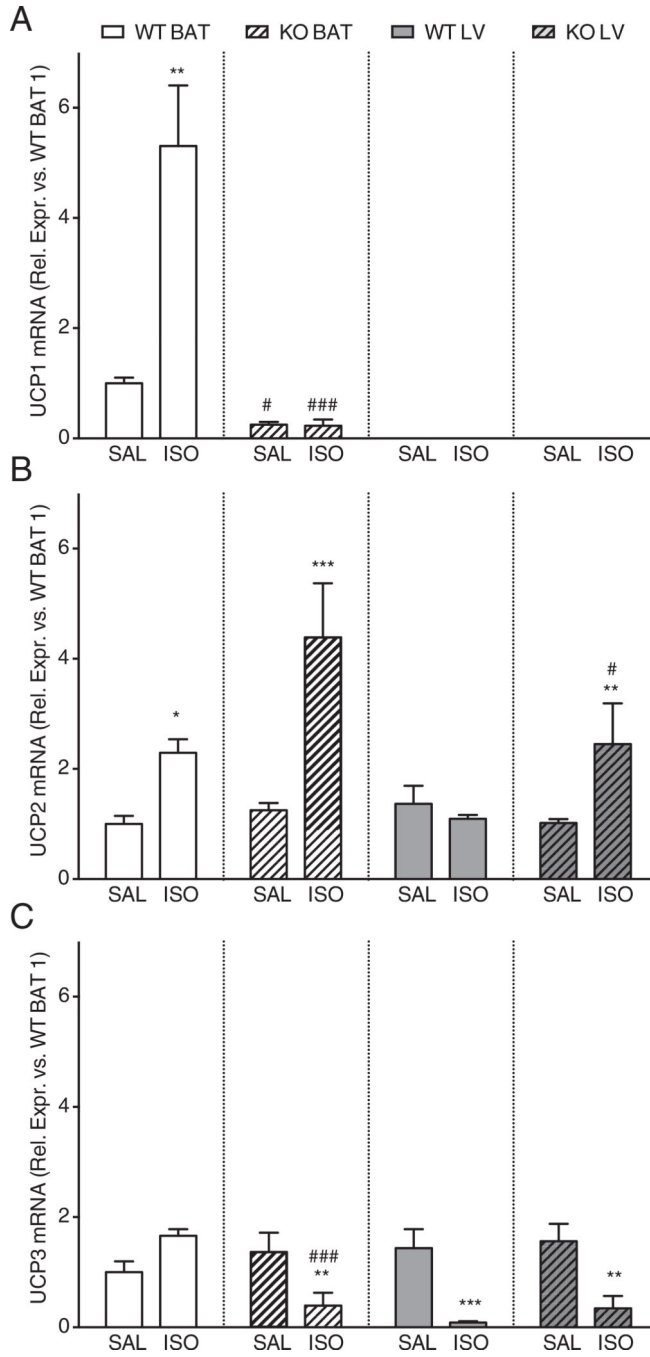 A
WT BAT KO BAT WT LV KO LV
UCP1 mRNA (Rel. Expr. vs. WT BAT 1)
6
4
2
0
**
# ###
SAL ISO SAL ISO SAL ISO SAL ISO
B
UCP2 mRNA (Rel. Expr. vs. WT BAT 1)
6
4
2
0
*
***
#
**
SAL ISO SAL ISO SAL ISO SAL ISO
C
UCP3 mRNA (Rel. Expr. vs. WT BAT 1)
6
4
2
0
###
**
***
**
SAL ISO SAL ISO SAL ISO SAL ISO